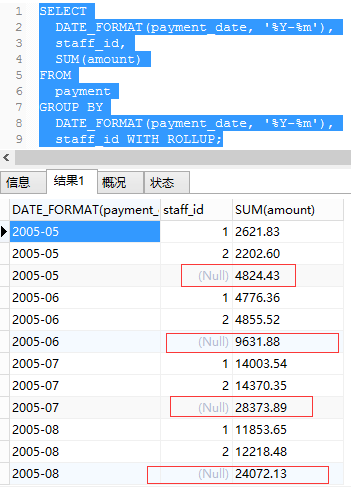 1 SELECT
2 DATE_FORMAT(payment_date, '%Y-%m'),
3 staff_id,
4 SUM(amount)
5 FROM
6 payment
7 GROUP BY
8 DATE_FORMAT(payment_date, '%Y-%m'),
9 staff_id WITH ROLLUP;
信息 结果1 概况 状态
DATE_FORMAT(payment_ staff_id SUM(amount)
2005-05 1 2621.83
2005-05 2 2202.60
2005-05 (Null) 4824.43
2005-06 1 4776.36
2005-06 2 4855.52
2005-06 (Null) 9631.88
2005-07 1 14003.54
2005-07 2 14370.35
2005-07 (Null) 28373.89
2005-08 1 11853.65
2005-08 2 12218.48
2005-08 (Null) 24072.13